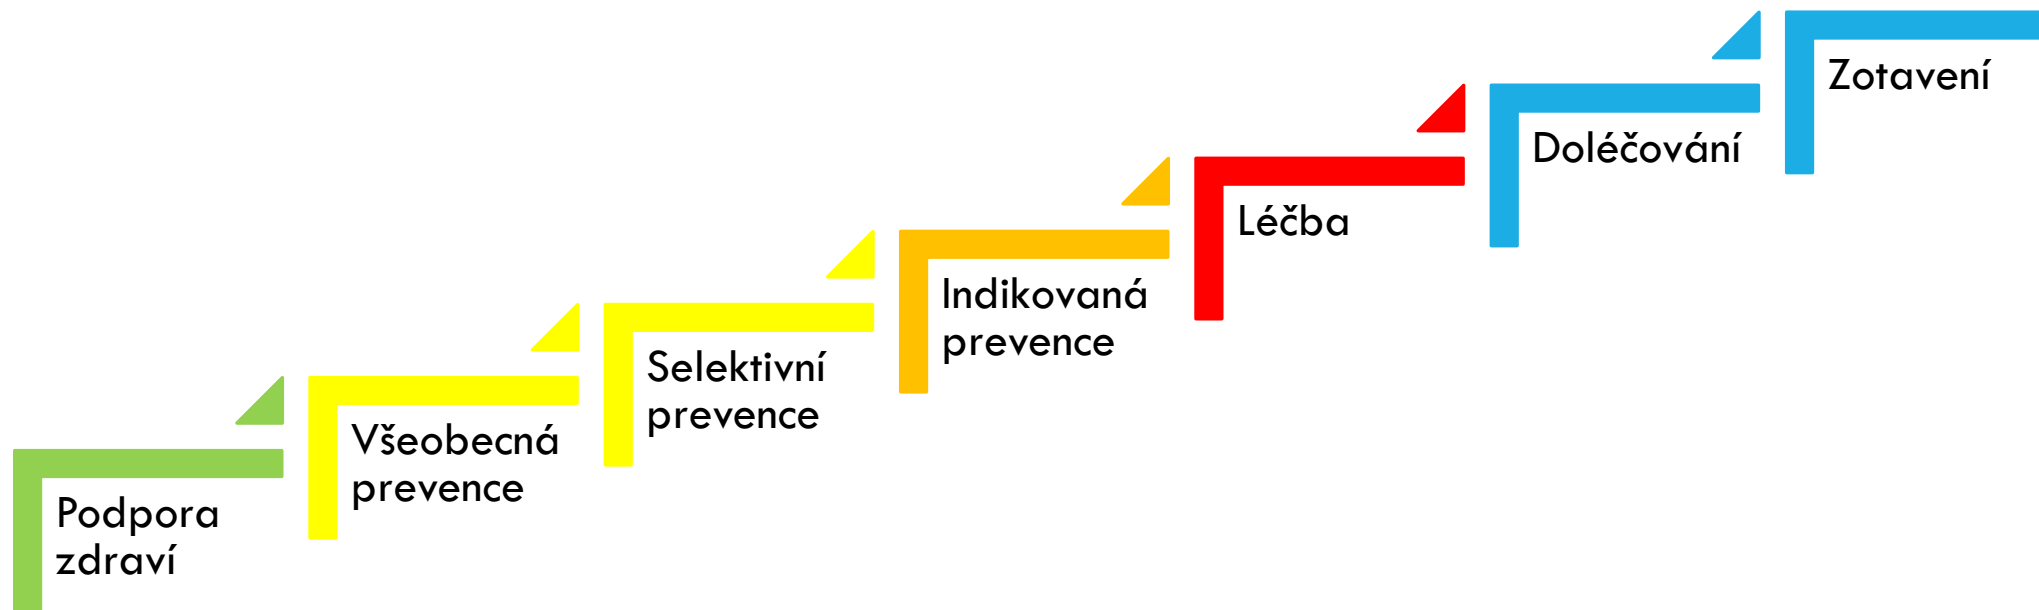 Podpora
zdraví
Všeobecná
prevence
Selektivní
prevence
Indikovaná
prevence
Léčba
Doléčování
Zotavení